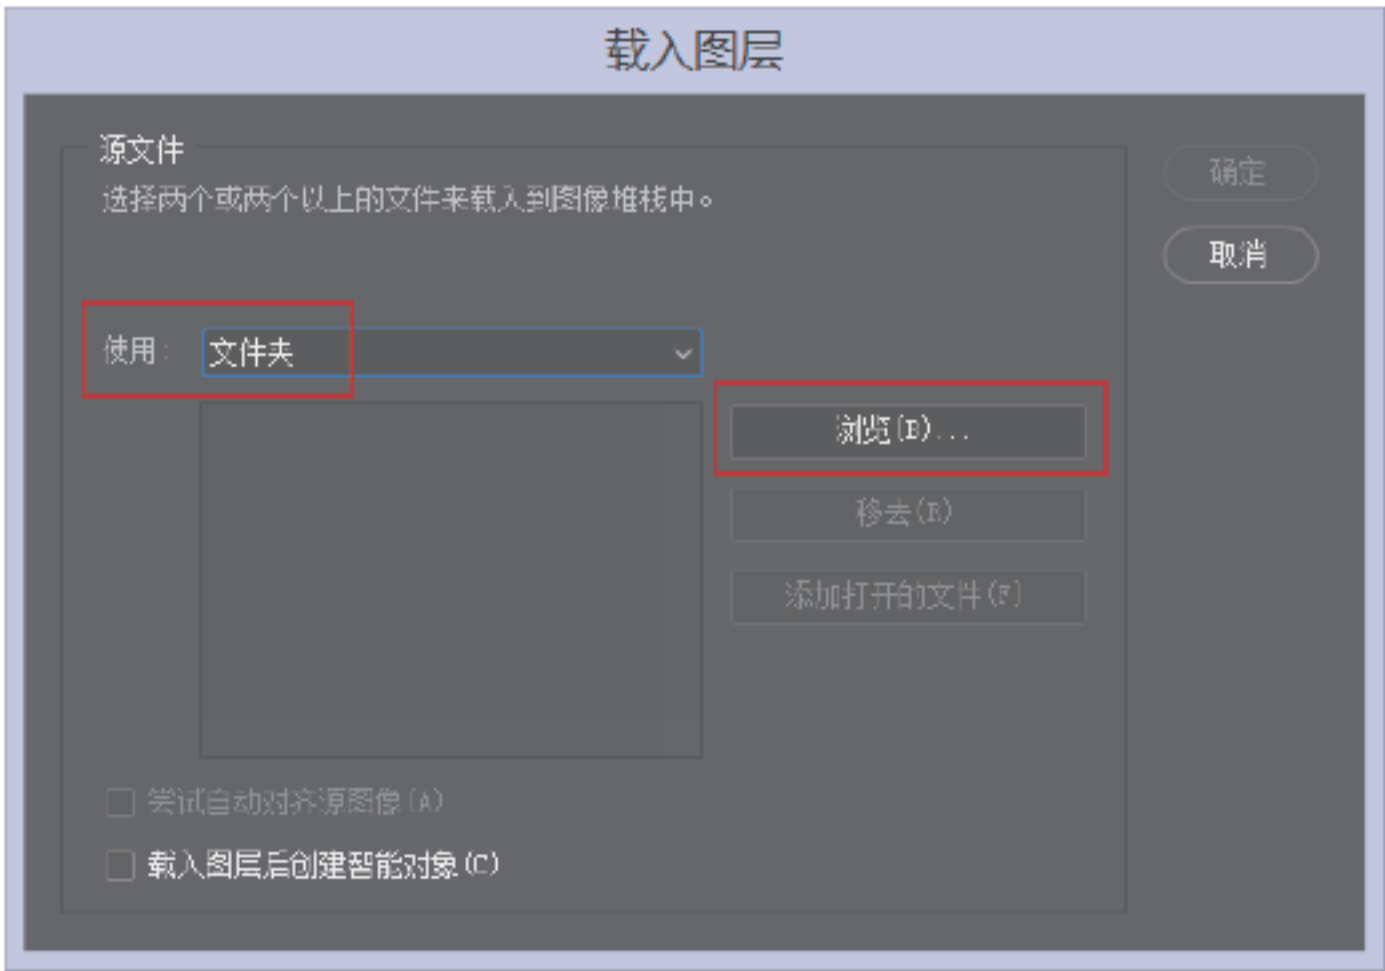 载入图层
源文件
选择两个或两个以上的文件来载入到图像堆栈中。
确定
取消
使用：
文件夹
浏览(B)...
移去(R)
添加打开的文件(F)
尝试自动对齐源图像(A)
载入图层后创建智能对象(C)